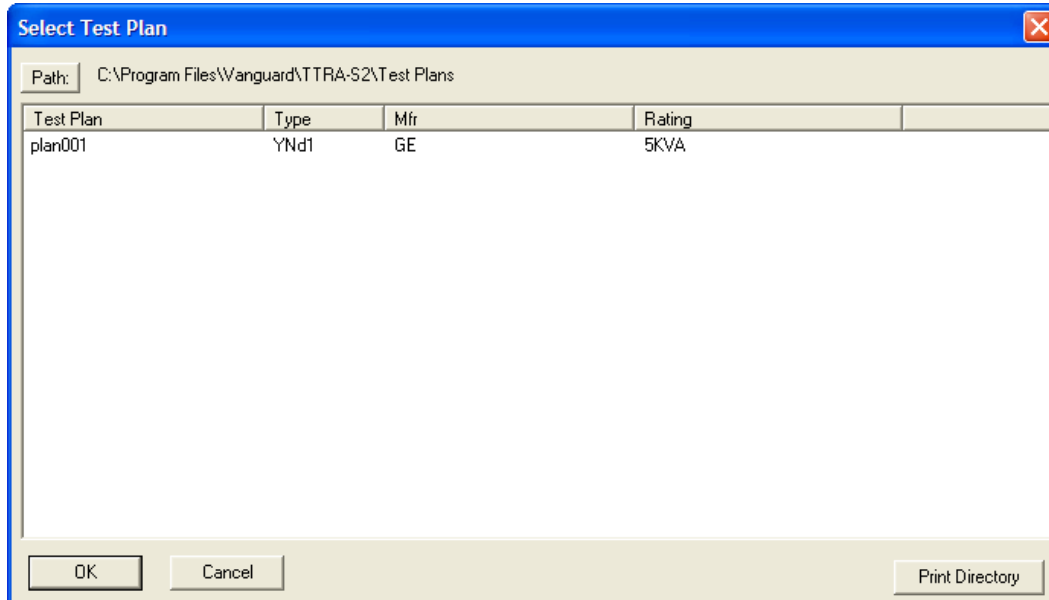 Select Test Plan
Path: C:\Program Files\Vanguard\TTRA-S2\Test Plans
Test Plan Type Mfr Rating
plan001 YNd1 GE 5KVA
OK Cancel Print Directory